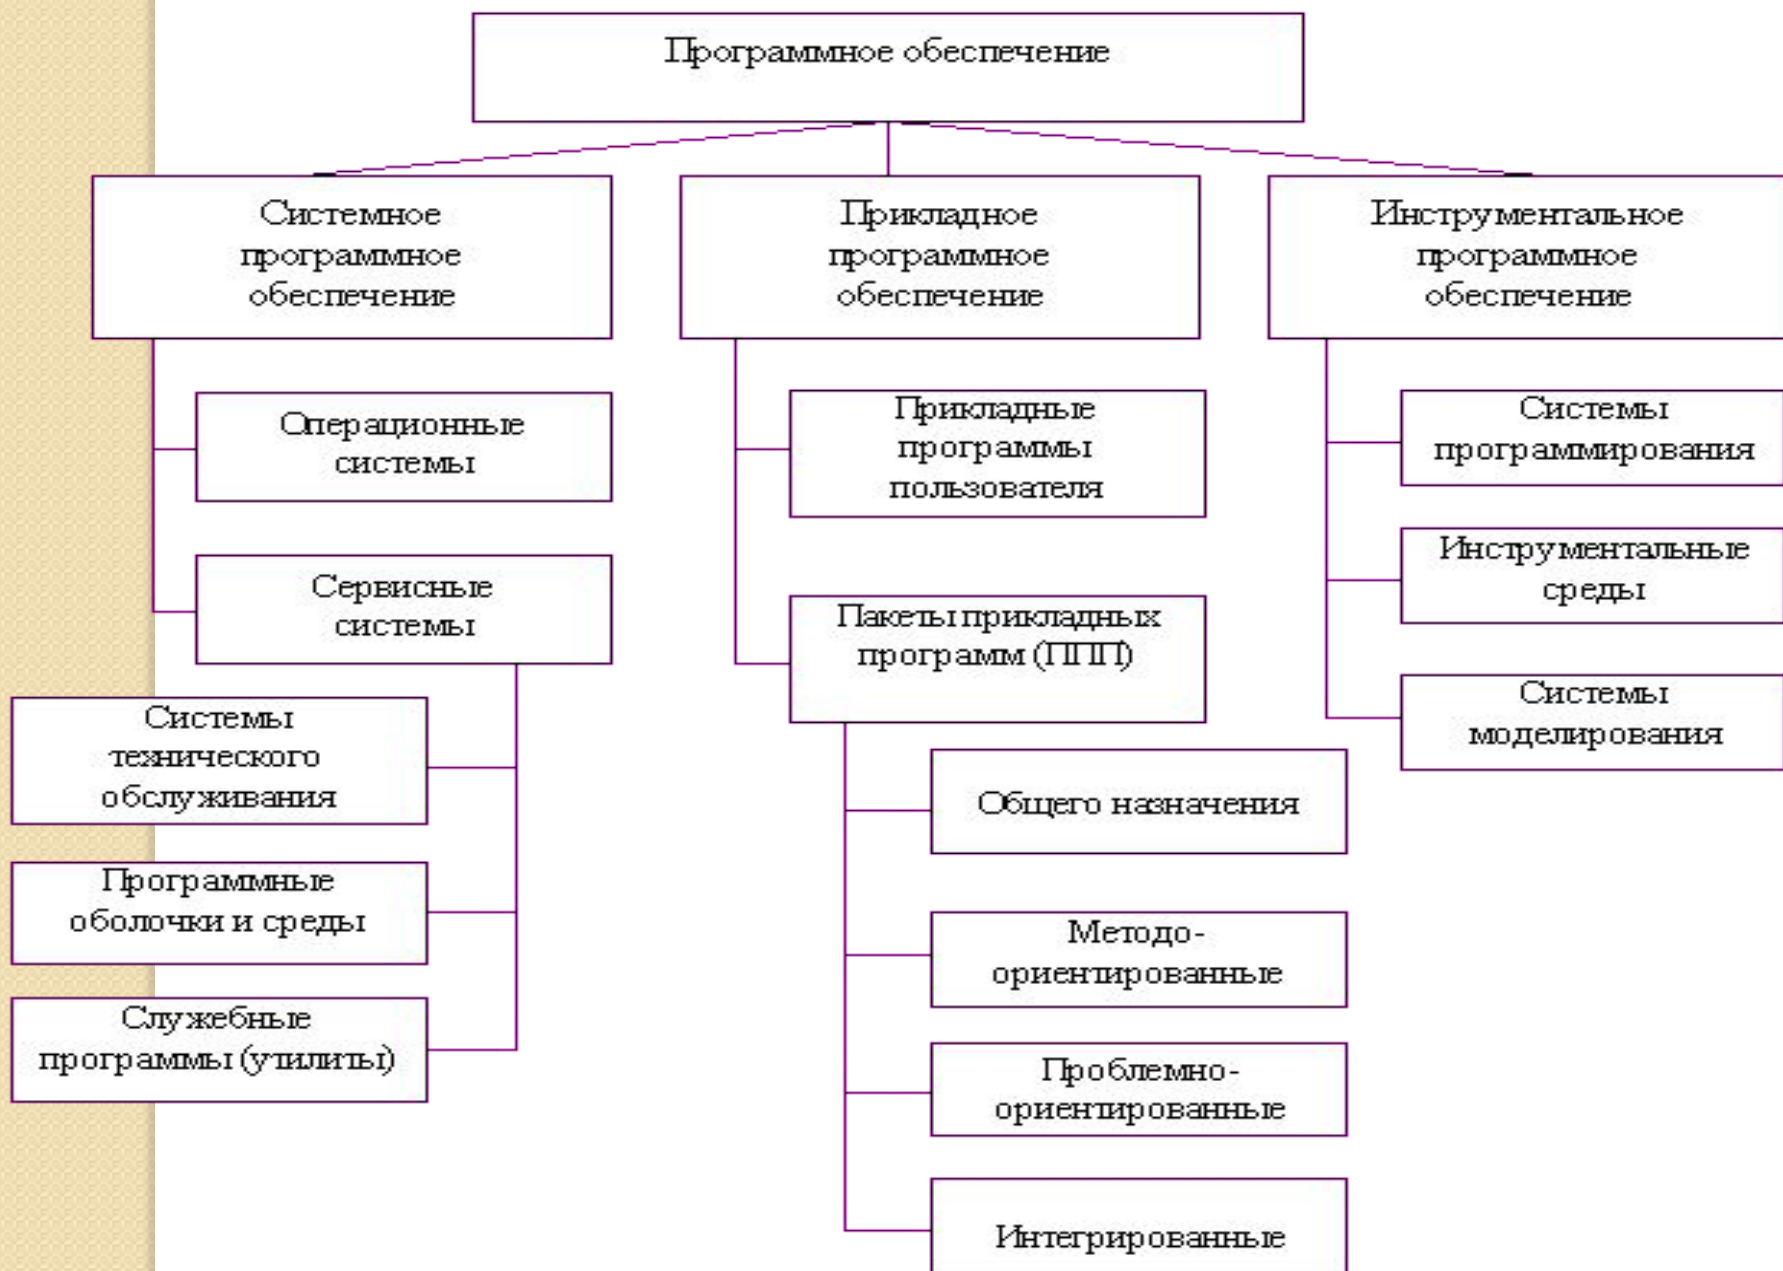 Программное обеспечение
Системное
программное
обеспечение
Прикладное
программное
обеспечение
Инструментальное
программное
обеспечение
Операционные
системы
Сервисные
системы
Системы
технического
обслуживания
Программные
оболочки и среды
Служебные
программы (утилиты)
Прикладные
программы
пользователя
Пакеты прикладных
программ (ППП)
Общего назначения
Методо-
ориентированные
Проблемно-
ориентированные
Интегрированные
Системы
программирования
Инструментальные
среды
Системы
моделирования